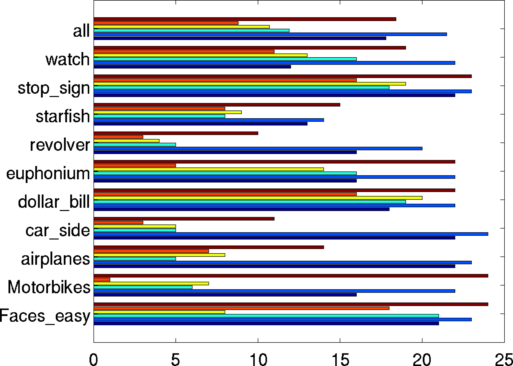 all
watch
stop_sign
starfish
revolver
euphonium
dollar_bill
car_side
airplanes
Motorbikes
Faces_easy
0 5 10 15 20 25